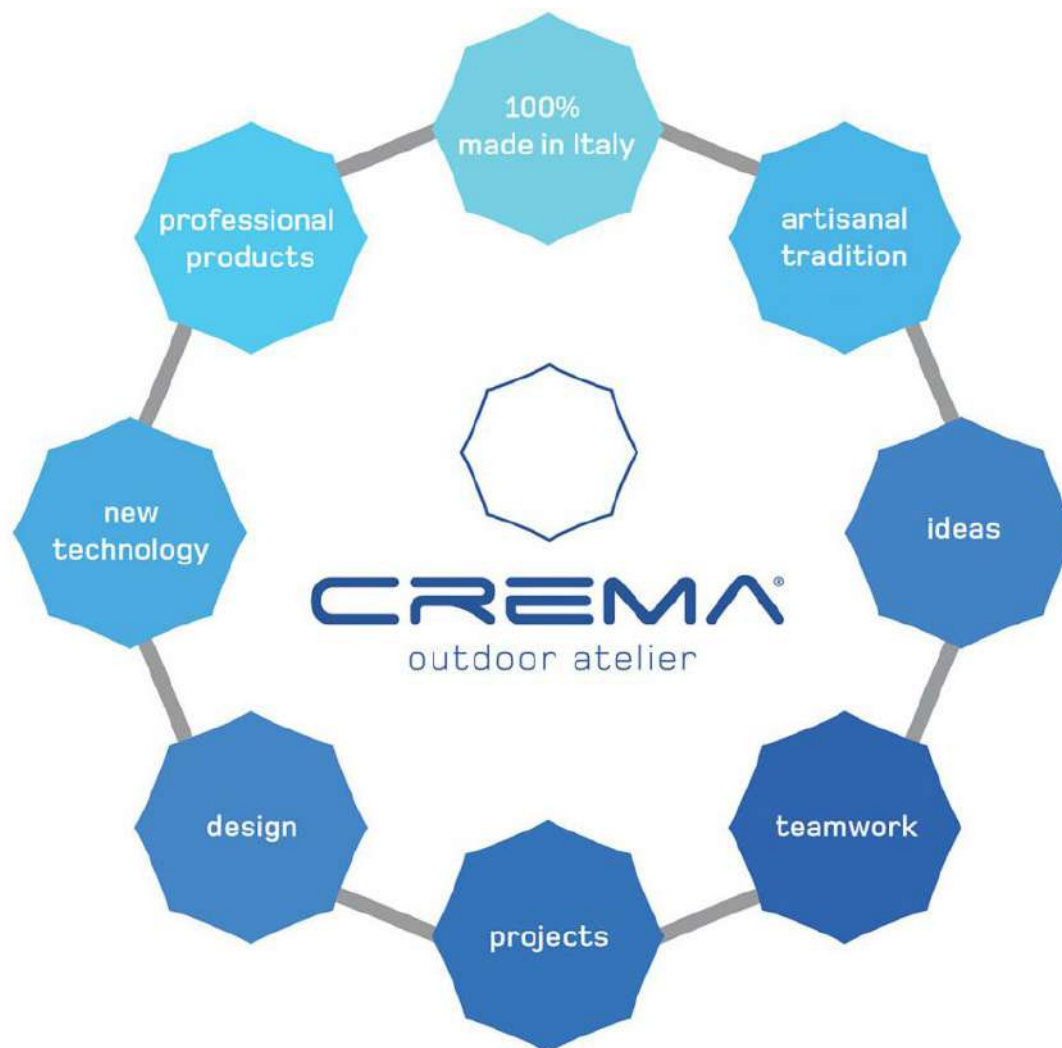 100%
made in Italy
professional
products
artisanal
tradition
new
technology
ideas
CREMA®
outdoor atelier
design
teamwork
projects